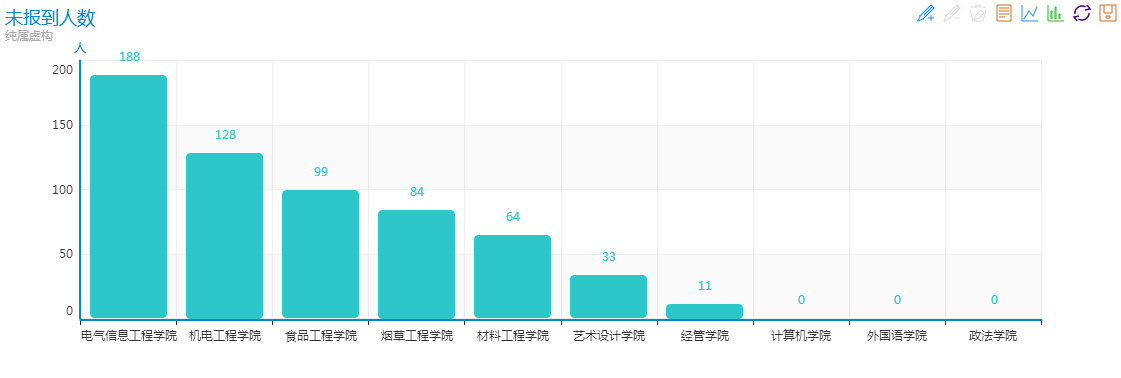 未报到人数
纯属虚构
人
200
150
100
50
0
188
128
99
84
64
33
11
0
0
0
电气信息工程学院
机电工程学院
食品工程学院
烟草工程学院
材料工程学院
艺术设计学院
经管学院
计算机学院
外国语学院
政法学院